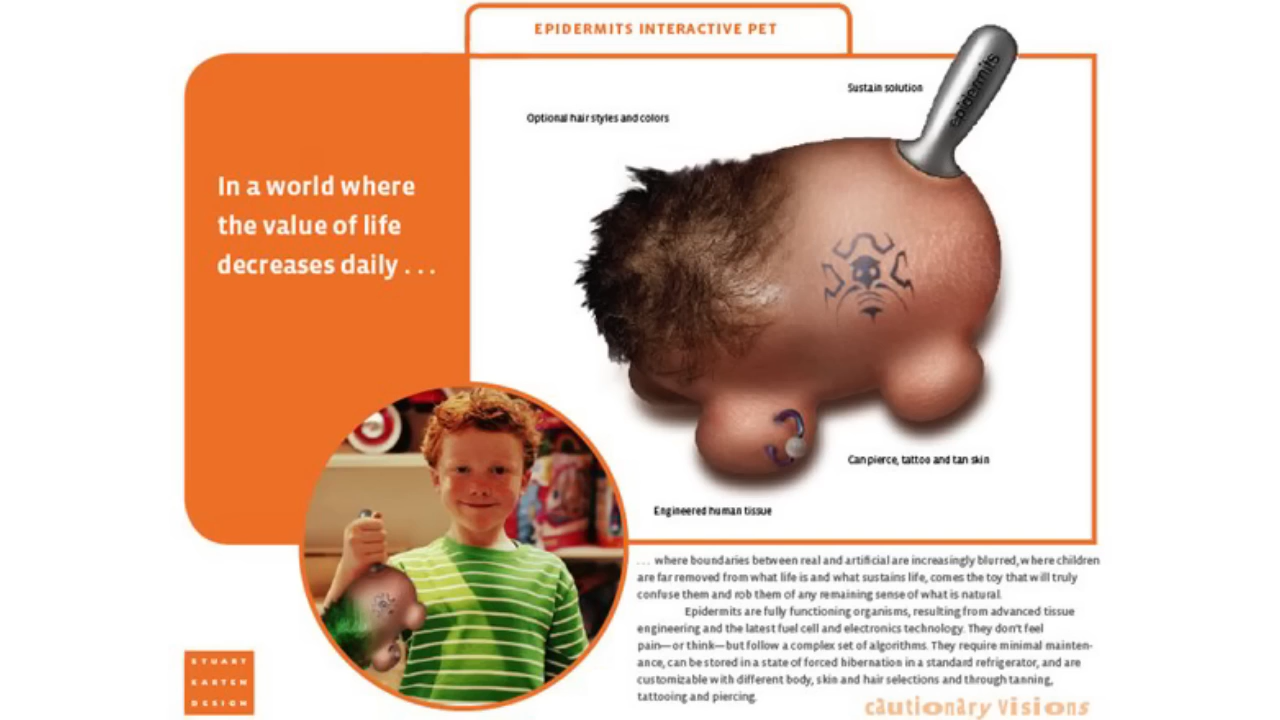 EPIDERMITS INTERACTIVE PET
Sustain solution
epidermits
Optional hair styles and colors
In a world where
the value of life
decreases daily . . .
Can pierce, tattoo and tan skin
Engineered human tissue
. . . where boundaries between real and artificial are increasingly blurred, where children
are far removed from what life is and what sustains life, comes the toy that will truly
confuse them and rob them of any remaining sense of what is natural.
Epidermits are fully functioning organisms, resulting from advanced tissue
engineering and the latest fuel cell and electronics technology. They don't feel
pain—or think—but follow a complex set of algorithms. They require minimal mainten-
ance, can be stored in a state of forced hibernation in a standard refrigerator, and are
customizable with different body, skin and hair selections and through tanning,
tattooing and piercing.
STUART
KARTEN
DESIGN
cautionary visions